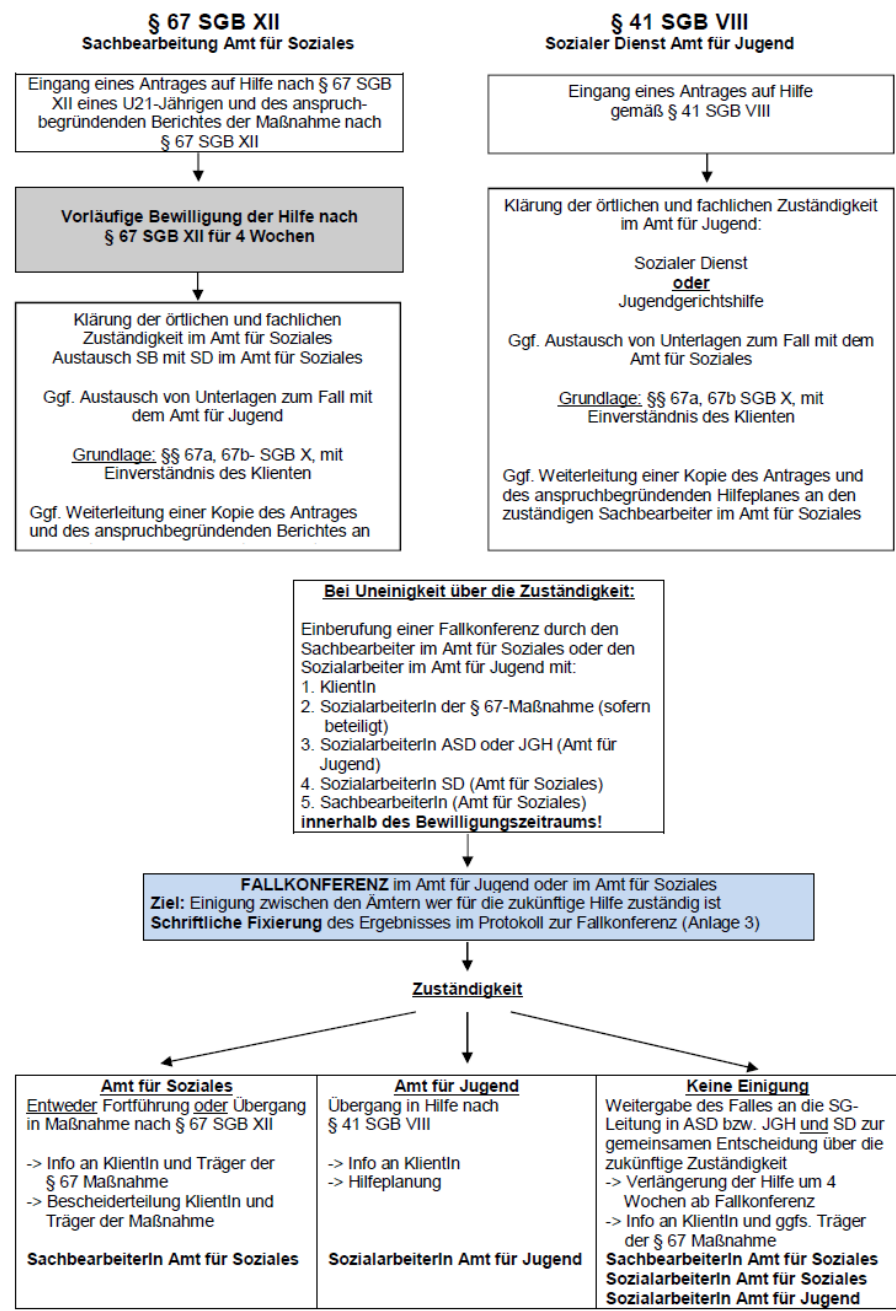 § 67 SGB XII
Sachbearbeitung Amt für Soziales
Eingang eines Antrages auf Hilfe nach § 67 SGB
XII eines U21-Jährigen und des anspruch-
begründenden Berichtes der Maßnahme nach
§ 67 SGB XII
Vorläufige Bewilligung der Hilfe nach
§ 67 SGB XII für 4 Wochen
Klärung der örtlichen und fachlichen
Zuständigkeit im Amt für Soziales
Austausch SB mit SD im Amt für Soziales
Ggf. Austausch von Unterlagen zum Fall mit
dem Amt für Jugend
Grundlage: §§ 67a, 67b- SGB X, mit
Einverständnis des Klienten
Ggf. Weiterleitung einer Kopie des Antrages
und des anspruchbegründenden Berichtes an
§ 41 SGB VIII
Sozialer Dienst Amt für Jugend
Eingang eines Antrages auf Hilfe
gemäß § 41 SGB VIII
Klärung der örtlichen und fachlichen Zuständigkeit
im Amt für Jugend:
Sozialer Dienst
oder
Jugendgerichtshilfe
Ggf. Austausch von Unterlagen zum Fall mit dem
Amt für Soziales
Grundlage: §§ 67a, 67b SGB X, mit
Einverständnis des Klienten
Ggf. Weiterleitung einer Kopie des Antrages und
des anspruchbegründenden Hilfeplanes an den
zuständigen Sachbearbeiter im Amt für Soziales
Bei Uneinigkeit über die Zuständigkeit:
Einberufung einer Fallkonferenz durch den
Sachbearbeiter im Amt für Soziales oder den
Sozialarbeiter im Amt für Jugend mit:
1. KlientIn
2. SozialarbeiterIn der § 67-Maßnahme (sofern
beteiligt)
3. SozialarbeiterIn ASD oder JGH (Amt für
Jugend)
4. SozialarbeiterIn SD (Amt für Soziales)
5. SachbearbeiterIn (Amt für Soziales)
innerhalb des Bewilligungszeitraums!
FALLKONFERENZ im Amt für Jugend oder im Amt für Soziales
Ziel: Einigung zwischen den Ämtern wer für die zukünftige Hilfe zuständig ist
Schriftliche Fixierung des Ergebnisses im Protokoll zur Fallkonferenz (Anlage 3)
Zuständigkeit
Amt für Soziales
Entweder Fortführung oder Übergang
in Maßnahme nach § 67 SGB XII
-> Info an KlientIn und Träger der
§ 67 Maßnahme
-> Bescheiderteilung KlientIn und
Träger der Maßnahme
SachbearbeiterIn Amt für Soziales
Amt für Jugend
Übergang in Hilfe nach
§ 41 SGB VIII
-> Info an KlientIn
-> Hilfeplanung
SozialarbeiterIn Amt für Jugend
Keine Einigung
Weitergabe des Falles an die SG-
Leitung in ASD bzw. JGH und SD zur
gemeinsamen Entscheidung über die
zukünftige Zuständigkeit
-> Verlängerung der Hilfe um 4
Wochen ab Fallkonferenz
-> Info an KlientIn und ggfs. Träger
der § 67 Maßnahme
SachbearbeiterIn Amt für Soziales
SozialarbeiterIn Amt für Soziales
SozialarbeiterIn Amt für Jugend